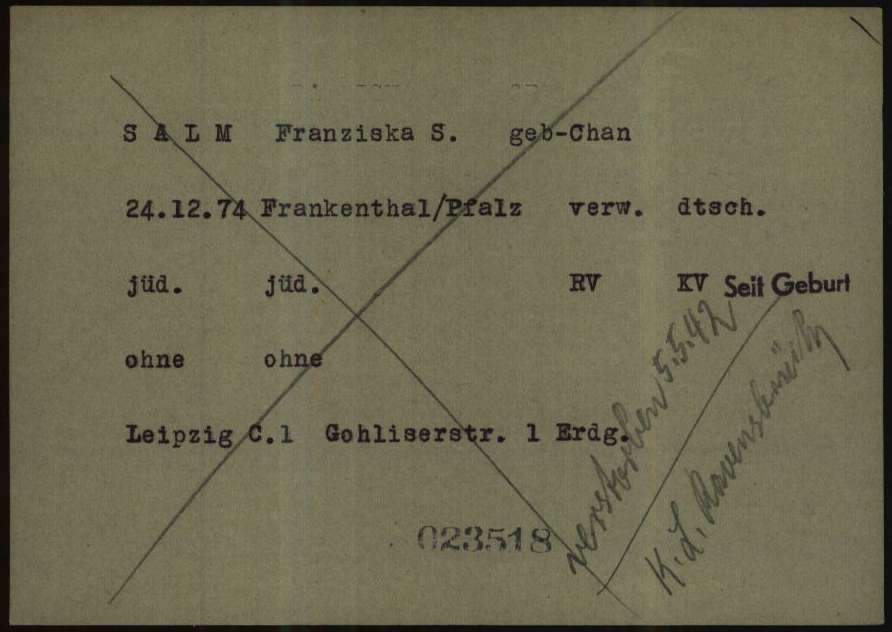 SALM Franziska S. geb-Chan
24.12.74 Frankenthal/Pfalz verw. dtsch.
jüd. jüd. RV KV Seit Geburt
ohne ohne
Leipzig C.1 Gohliserstr. 1 Erdg.
verstorben 5.5.42
K.L. Ravensbrück
023518